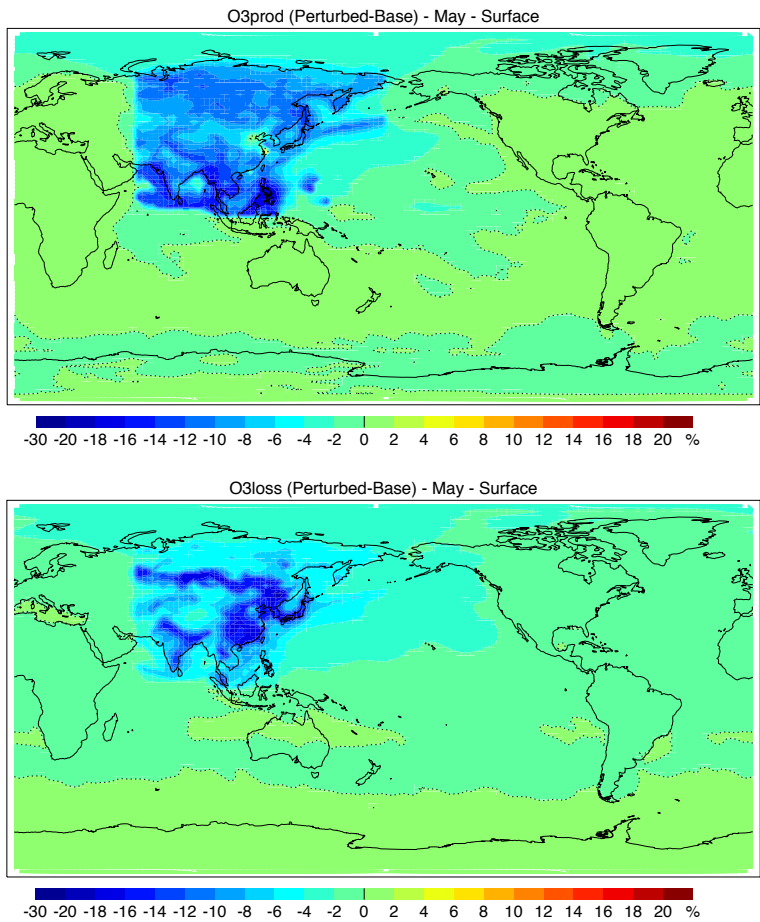 O3prod (Perturbed-Base) - May - Surface
-30 -20 -18 -16 -14 -12 -10 -8 -6 -4 -2 0 2 4 6 8 10 12 14 16 18 20 %
O3loss (Perturbed-Base) - May - Surface
-30 -20 -18 -16 -14 -12 -10 -8 -6 -4 -2 0 2 4 6 8 10 12 14 16 18 20 %